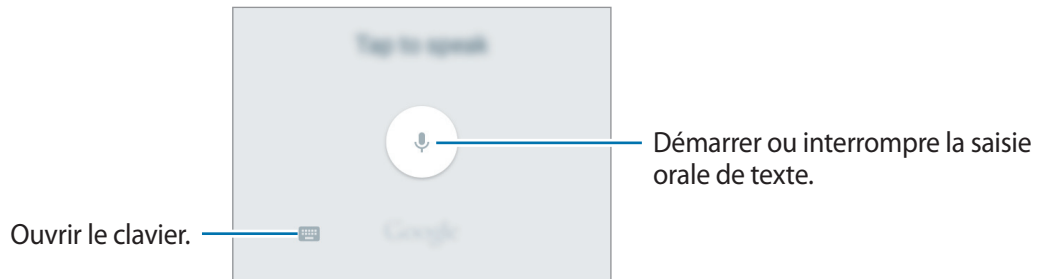 Tap to speak
Démarrer ou interrompre la saisie
orale de texte.
Ouvrir le clavier.
Google